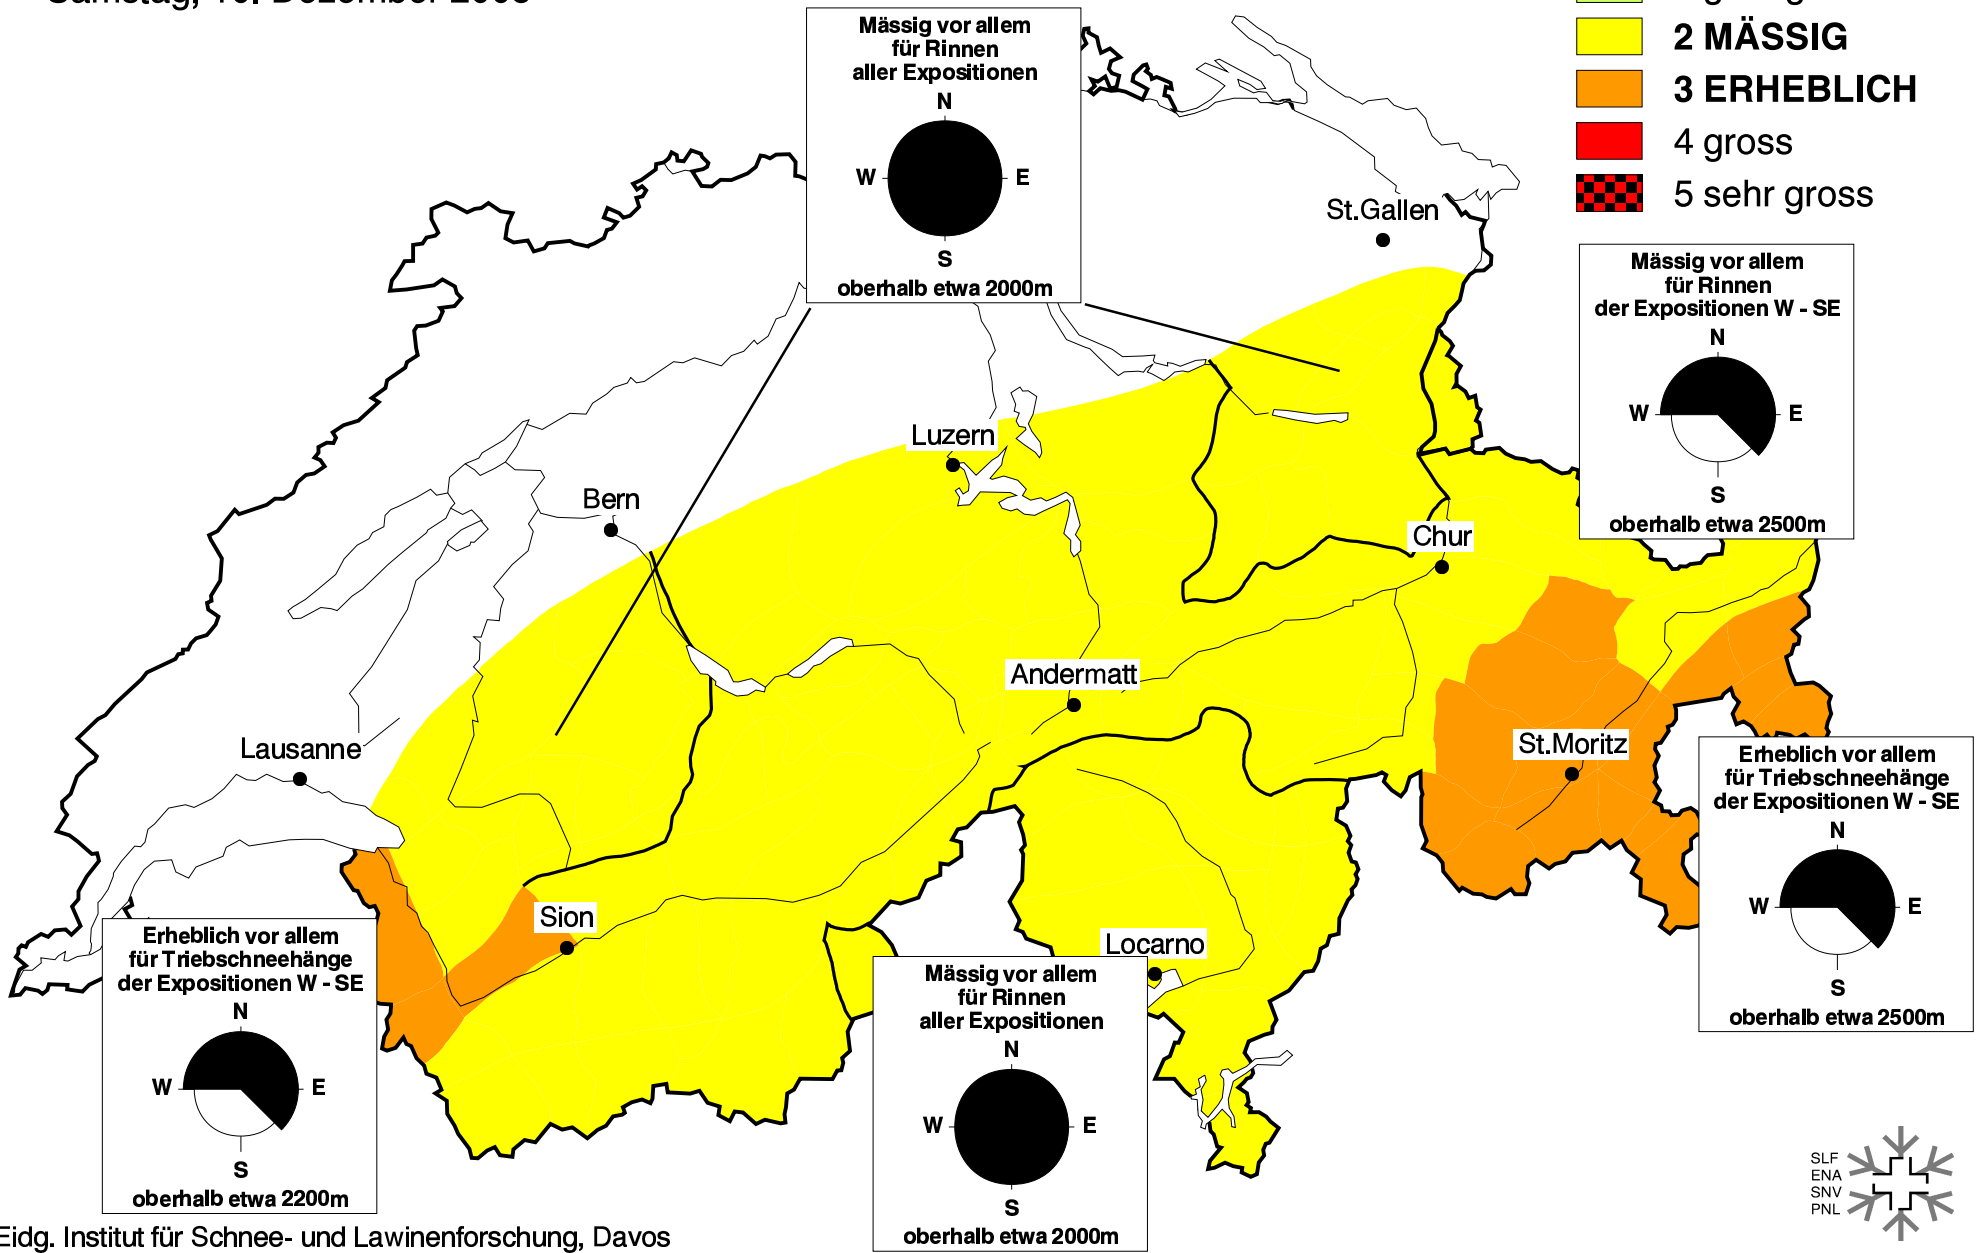 2 MÄSSIG
3 ERHEBLICH
4 gross
5 sehr gross
Mässig vor allem
für Rinnen
aller Expositionen
N
W E
S
oberhalb etwa 2000m
St.Gallen
Mässig vor allem
für Rinnen
der Expositionen W - SE
N
W E
S
oberhalb etwa 2500m
Luzern
Bern
Chur
Andermatt
Lausanne
St.Moritz
Erheblich vor allem
für Triebschneehänge
der Expositionen W - SE
N
W E
S
oberhalb etwa 2500m
Sion
Locarno
Erheblich vor allem
für Triebschneehänge
der Expositionen W - SE
N
W E
S
oberhalb etwa 2200m
Mässig vor allem
für Rinnen
aller Expositionen
N
W E
S
oberhalb etwa 2000m
SLF
ENA
SNV
PNL
Eidg. Institut für Schnee- und Lawinenforschung, Davos